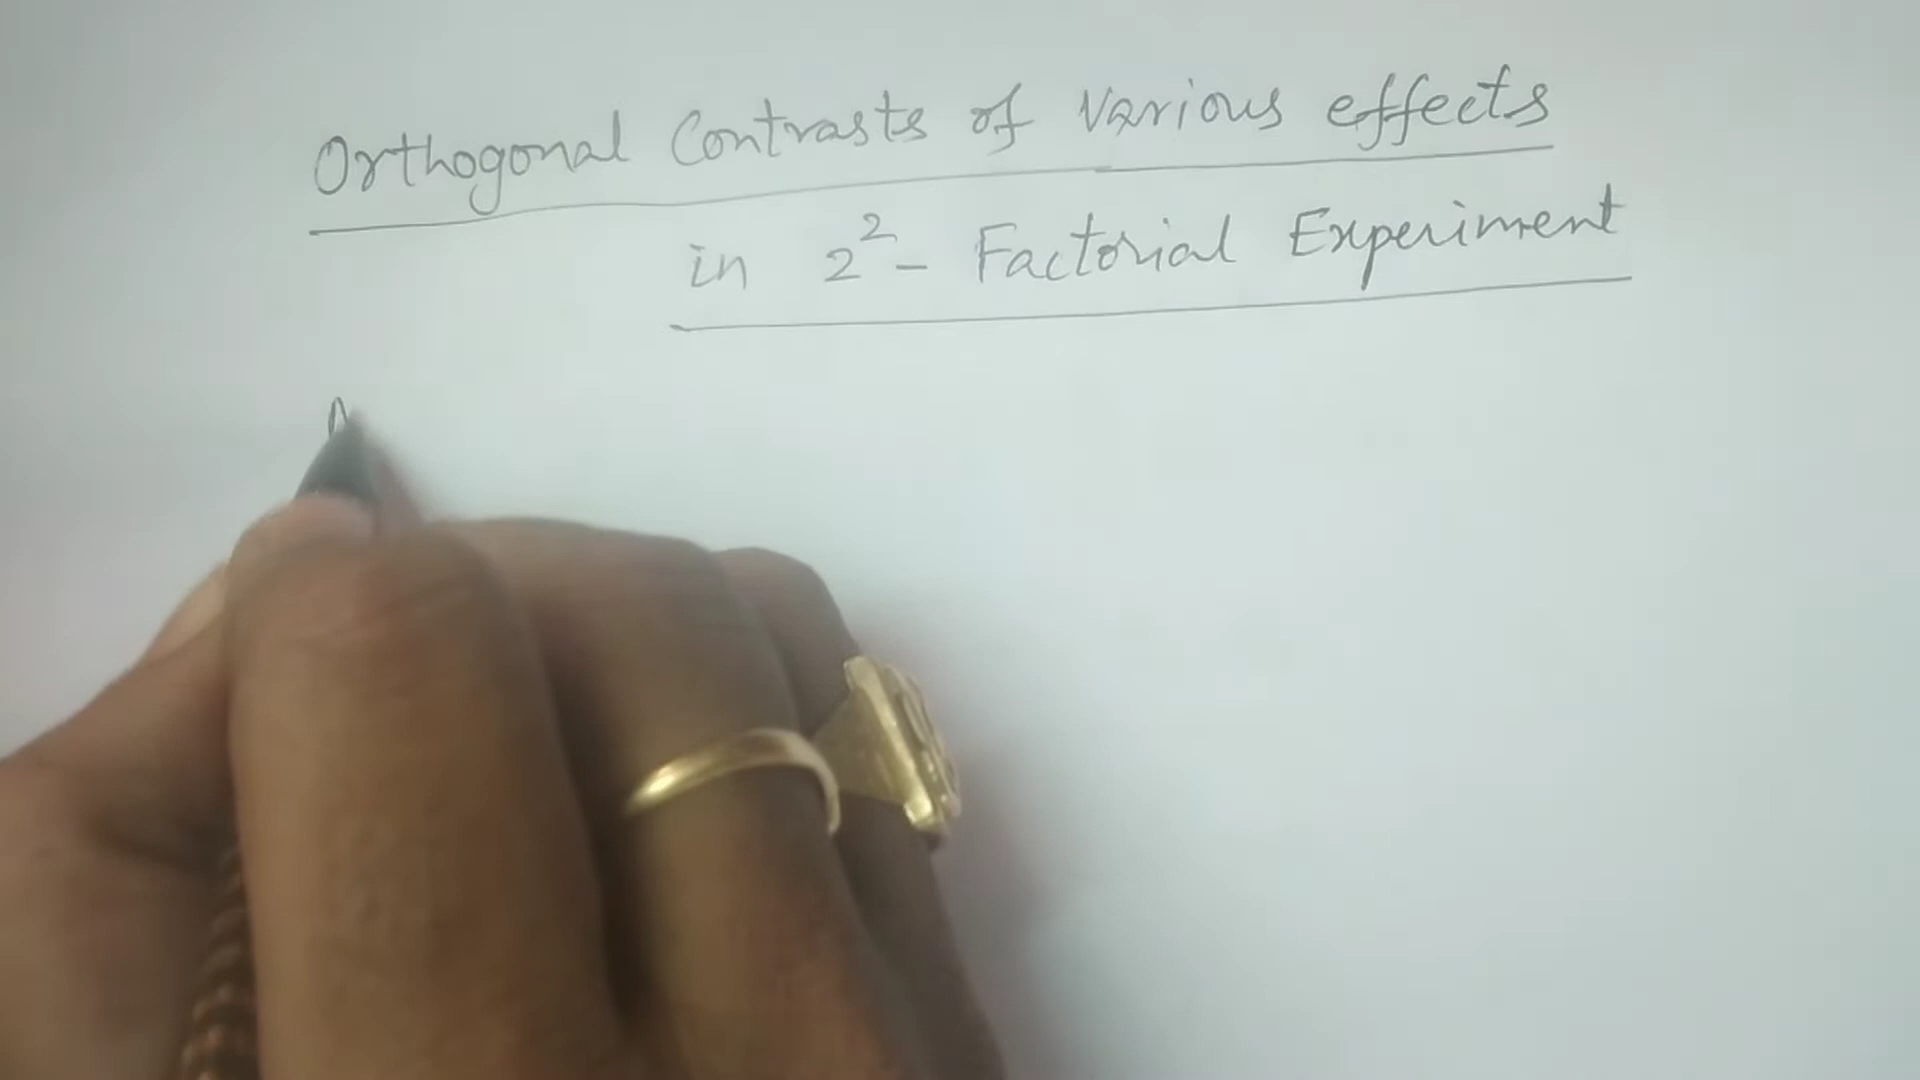 Orthogonal Contrasts of Various effects
in 2² - Factorial Experiment